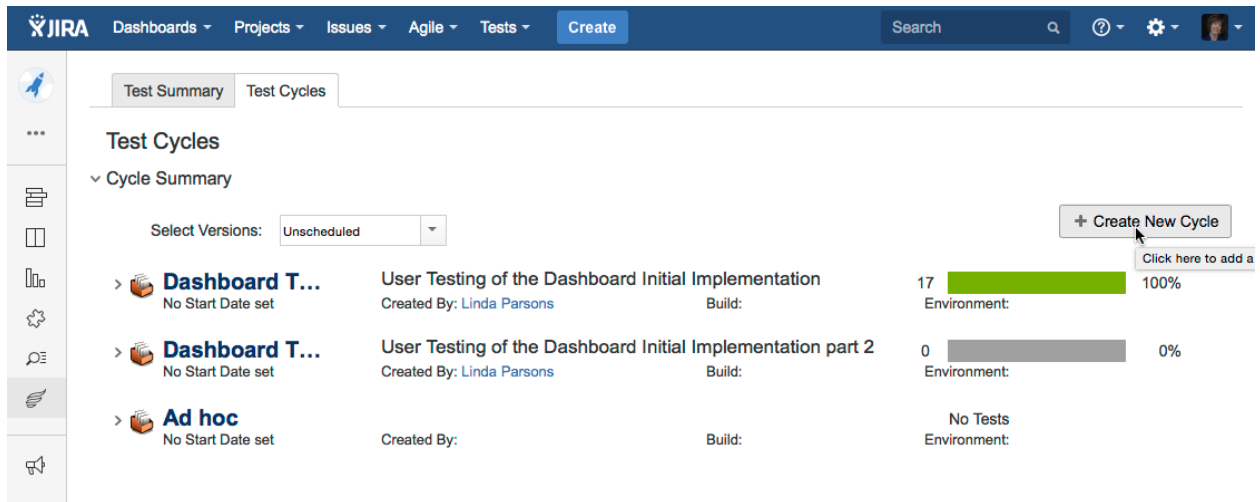 JIRA Dashboards Projects Issues Agile Tests Create Search
Test Summary Test Cycles
Test Cycles
Cycle Summary
Select Versions: Unscheduled
+ Create New Cycle
Click here to add a
Dashboard T... User Testing of the Dashboard Initial Implementation 17 100%
No Start Date set Created By: Linda Parsons Build: Environment:
Dashboard T... User Testing of the Dashboard Initial Implementation part 2 0 0%
No Start Date set Created By: Linda Parsons Build: Environment:
Ad hoc No Tests
No Start Date set Created By: Build: Environment: